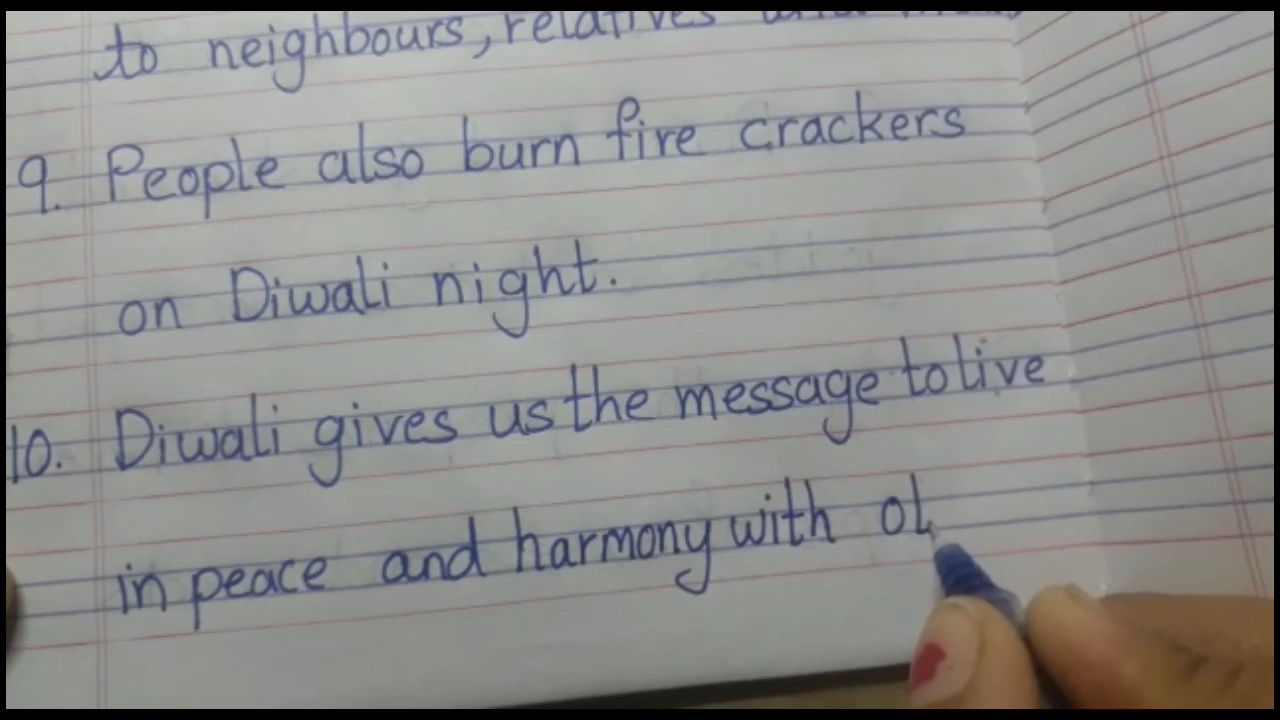 to neighbours, relatives
9. People also burn fire crackers
on Diwali night.
10. Diwali gives us the message to live
in peace and harmony with